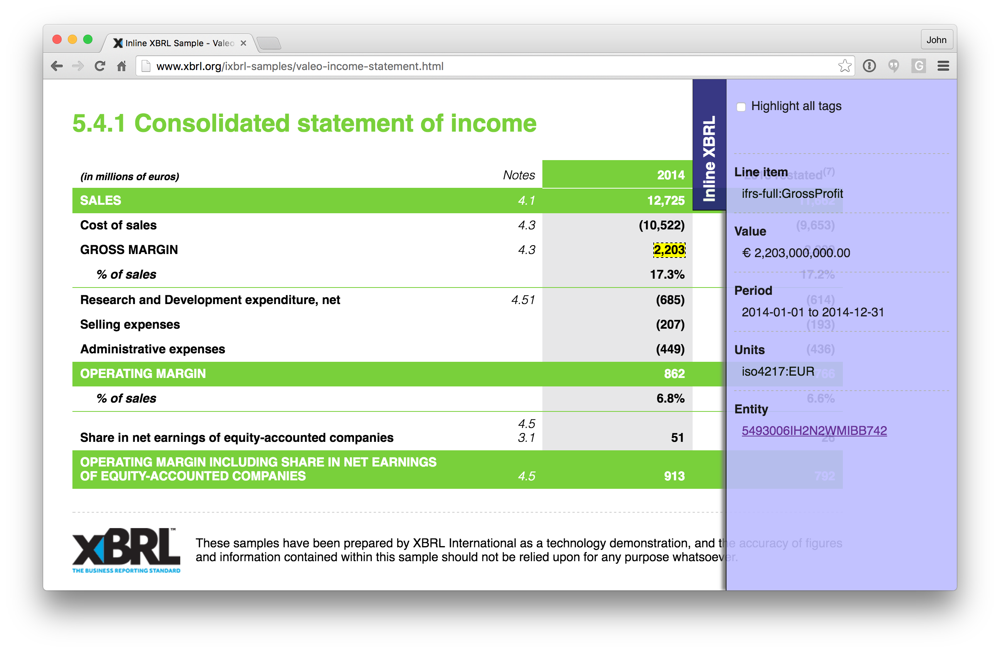 Inline XBRL Sample - Valeo
John
www.xbrl.org/ixbrl-samples/valeo-income-statement.html
G
5.4.1 Consolidated statement of income
(in millions of euros) Notes 2014
SALES 4.1 12,725 11,662
Cost of sales 4.3 (10,522) (9,653)
GROSS MARGIN 4.3 2,203
% of sales 17.3% 17.2%
Research and Development expenditure, net 4.51 (685) (614)
Selling expenses (207) (193)
Administrative expenses (449) (436)
OPERATING MARGIN 862 766
% of sales 6.8% 6.6%
4.5
Share in net earnings of equity-accounted companies 3.1 51 26
OPERATING MARGIN INCLUDING SHARE IN NET EARNINGS
OF EQUITY-ACCOUNTED COMPANIES 4.5 913 792
Inline XBRL
Highlight all tags
Line item
restated(7)
ifrs-full:GrossProfit
Value
€ 2,203,000,000.00
Period
2014-01-01 to 2014-12-31
Units
iso4217:EUR
Entity
5493006IH2N2WMIBB742
XBRL™
THE BUSINESS REPORTING STANDARD
These samples have been prepared by XBRL International as a technology demonstration, and the accuracy of figures
and information contained within this sample should not be relied upon for any purpose whatsoever.